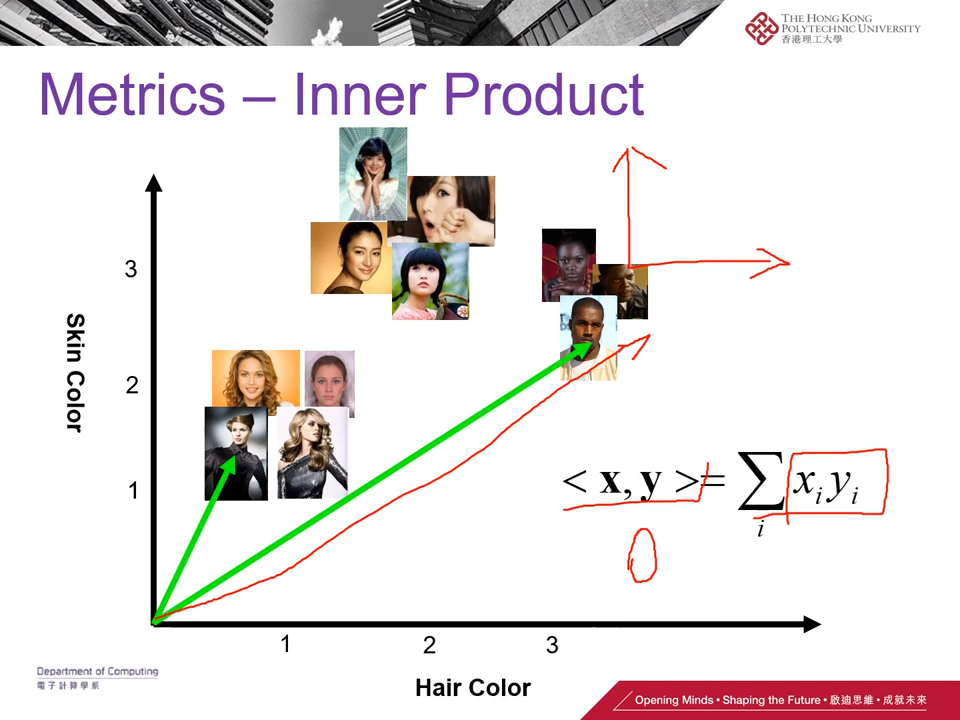 THE HONG KONG
POLYTECHNIC UNIVERSITY
香港理工大學
Metrics – Inner Product
3
2
1
Skin Color
< x, y >= ∑ xᵢ yᵢ
i
0
1 2 3
Hair Color
Department of Computing
電子計算學系
Opening Minds • Shaping the Future • 啟迪思維 • 成就未來